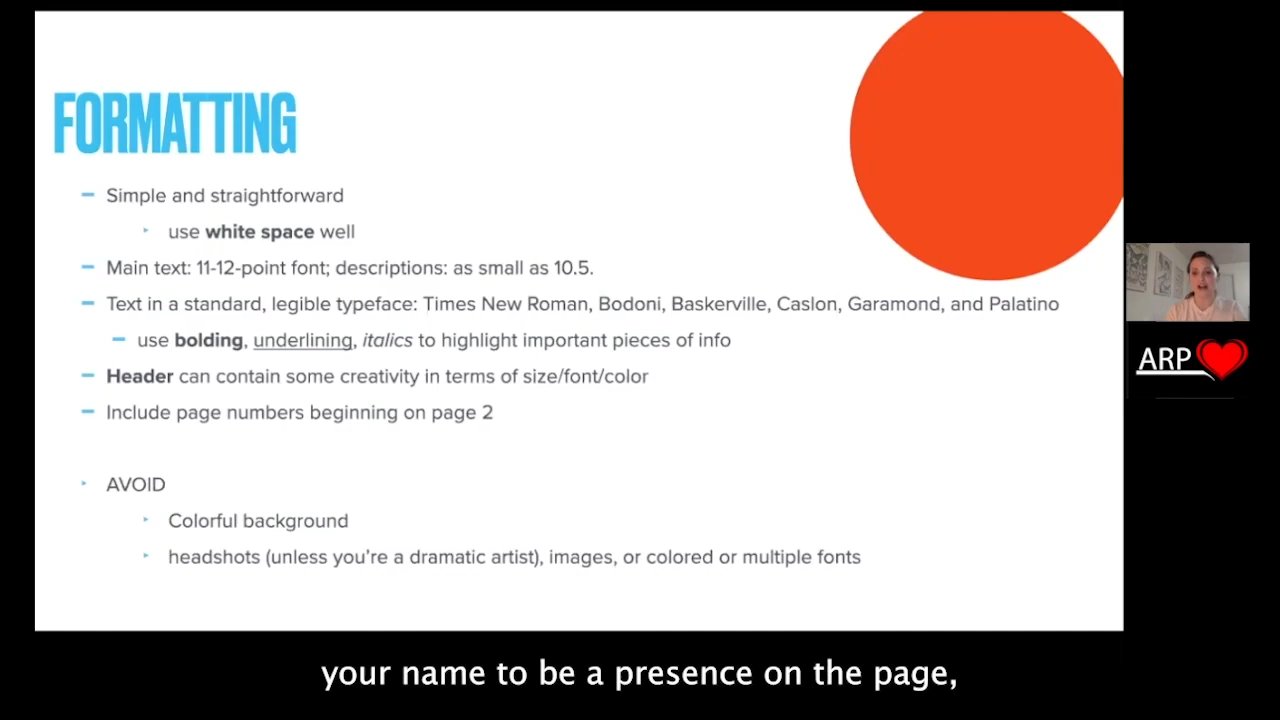 FORMATTING
Simple and straightforward
use white space well
Main text: 11-12-point font; descriptions: as small as 10.5.
Text in a standard, legible typeface: Times New Roman, Bodoni, Baskerville, Caslon, Garamond, and Palatino
use bolding, underlining, italics to highlight important pieces of info
Header can contain some creativity in terms of size/font/color
Include page numbers beginning on page 2
AVOID
Colorful background
headshots (unless you're a dramatic artist), images, or colored or multiple fonts
ARP
your name to be a presence on the page,